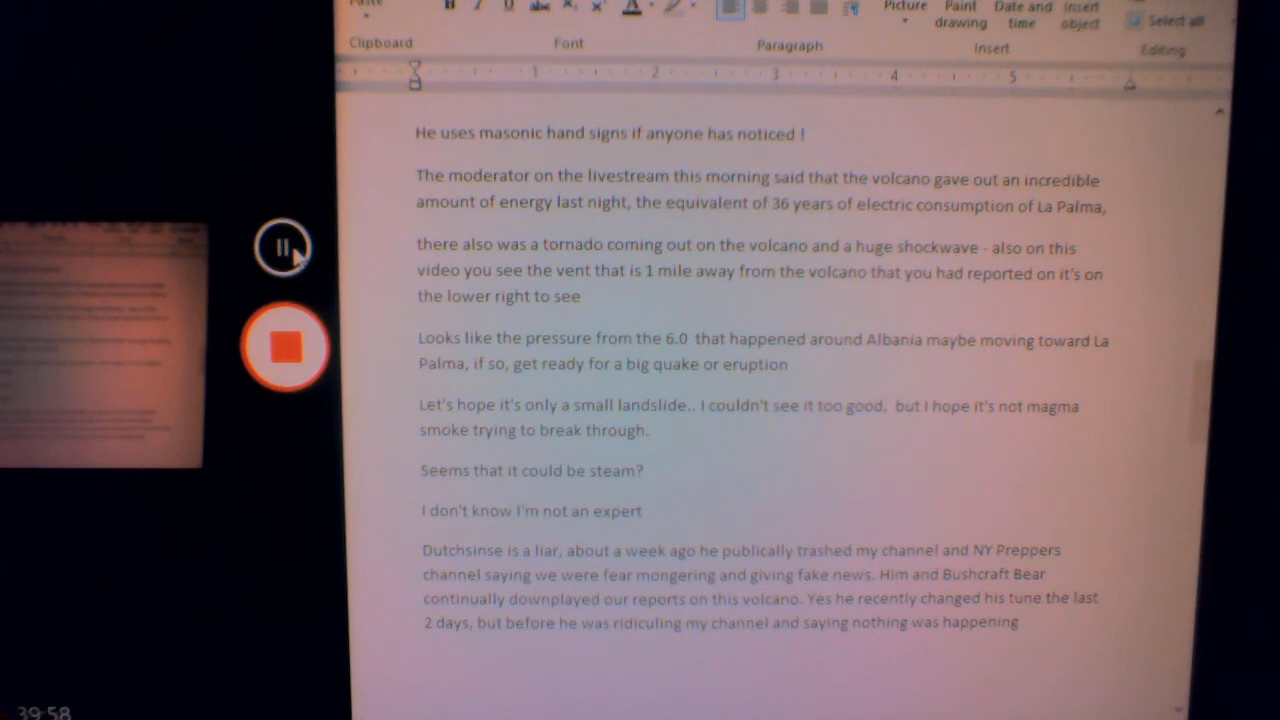 Paste
B I U abc X X A
Picture Paint drawing Date and time Insert object
Select all
Clipboard Font Paragraph Insert Editing
1 2 3 4 5
He uses masonic hand signs if anyone has noticed !
The moderator on the livestream this morning said that the volcano gave out an incredible
amount of energy last night, the equivalent of 36 years of electric consumption of La Palma,
there also was a tornado coming out on the volcano and a huge shockwave - also on this
video you see the vent that is 1 mile away from the volcano that you had reported on it's on
the lower right to see
Looks like the pressure from the 6.0 that happened around Albania maybe moving toward La
Palma, if so, get ready for a big quake or eruption
Let's hope it's only a small landslide.. I couldn't see it too good, but I hope it's not magma
smoke trying to break through.
Seems that it could be steam?
I don't know I'm not an expert
Dutchsinse is a liar, about a week ago he publically trashed my channel and NY Preppers
channel saying we were fear mongering and giving fake news. Him and Bushcraft Bear
continually downplayed our reports on this volcano. Yes he recently changed his tune the last
2 days, but before he was ridiculing my channel and saying nothing was happening
39:58